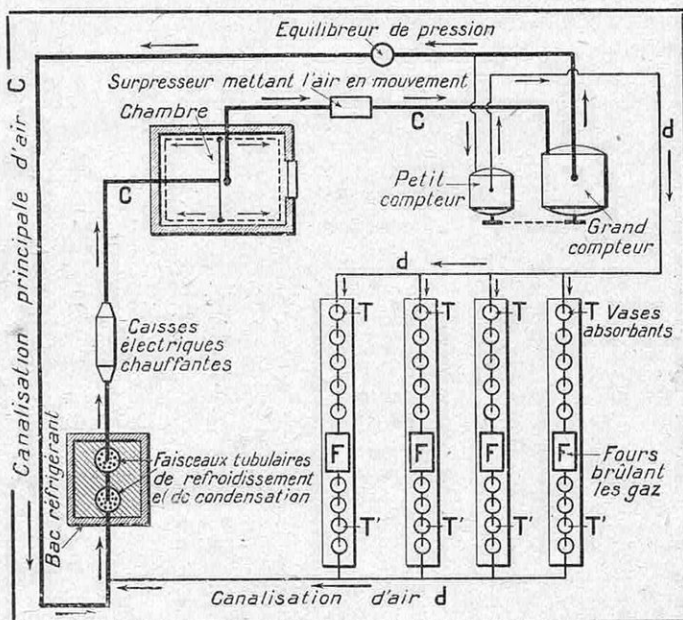 Equilibreur de pression
Surpresseur mettant l'air en mouvement
C
Chambre
d
Petit
compteur
Grand
compteur
C
Canalisation principale d'air C
d
T
T
T
T
Vases
absorbants
Caisses
électriques
chauffantes
F
F
F
F
Fours
brûlant
les gaz
Faisceaux tubulaires
de refroidissement
et de condensation
Bac réfrigérant
T'
T'
T'
T'
Canalisation d'air d